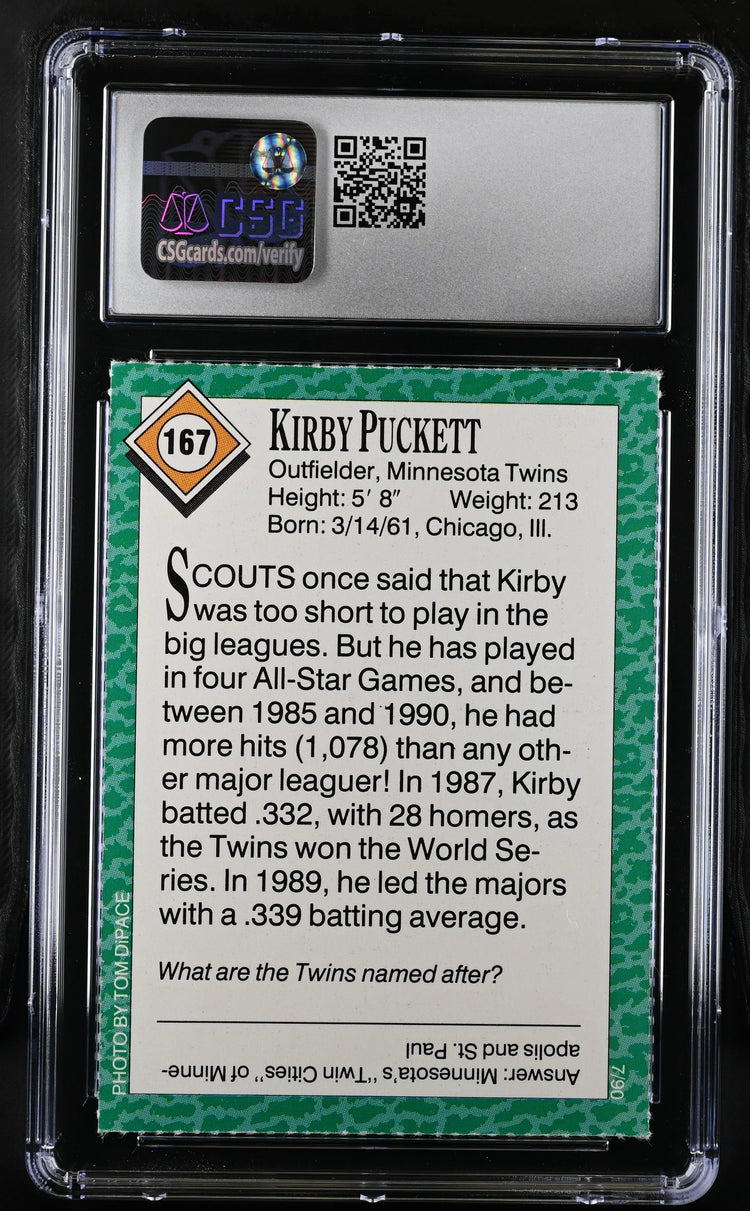 CSG
CSGcards.com/verify
167
KIRBY PUCKETT
Outfielder, Minnesota Twins
Height: 5' 8" Weight: 213
Born: 3/14/61, Chicago, Ill.
SCOUTS once said that Kirby
was too short to play in the
big leagues. But he has played
in four All-Star Games, and be-
tween 1985 and 1990, he had
more hits (1,078) than any oth-
er major leaguer! In 1987, Kirby
batted .332, with 28 homers, as
the Twins won the World Se-
ries. In 1989, he led the majors
with a .339 batting average.
What are the Twins named after?
Answer: Minnesota's "Twin Cities" of Minne-
apolis and St. Paul
PHOTO BY TOM DiPACE
7/90